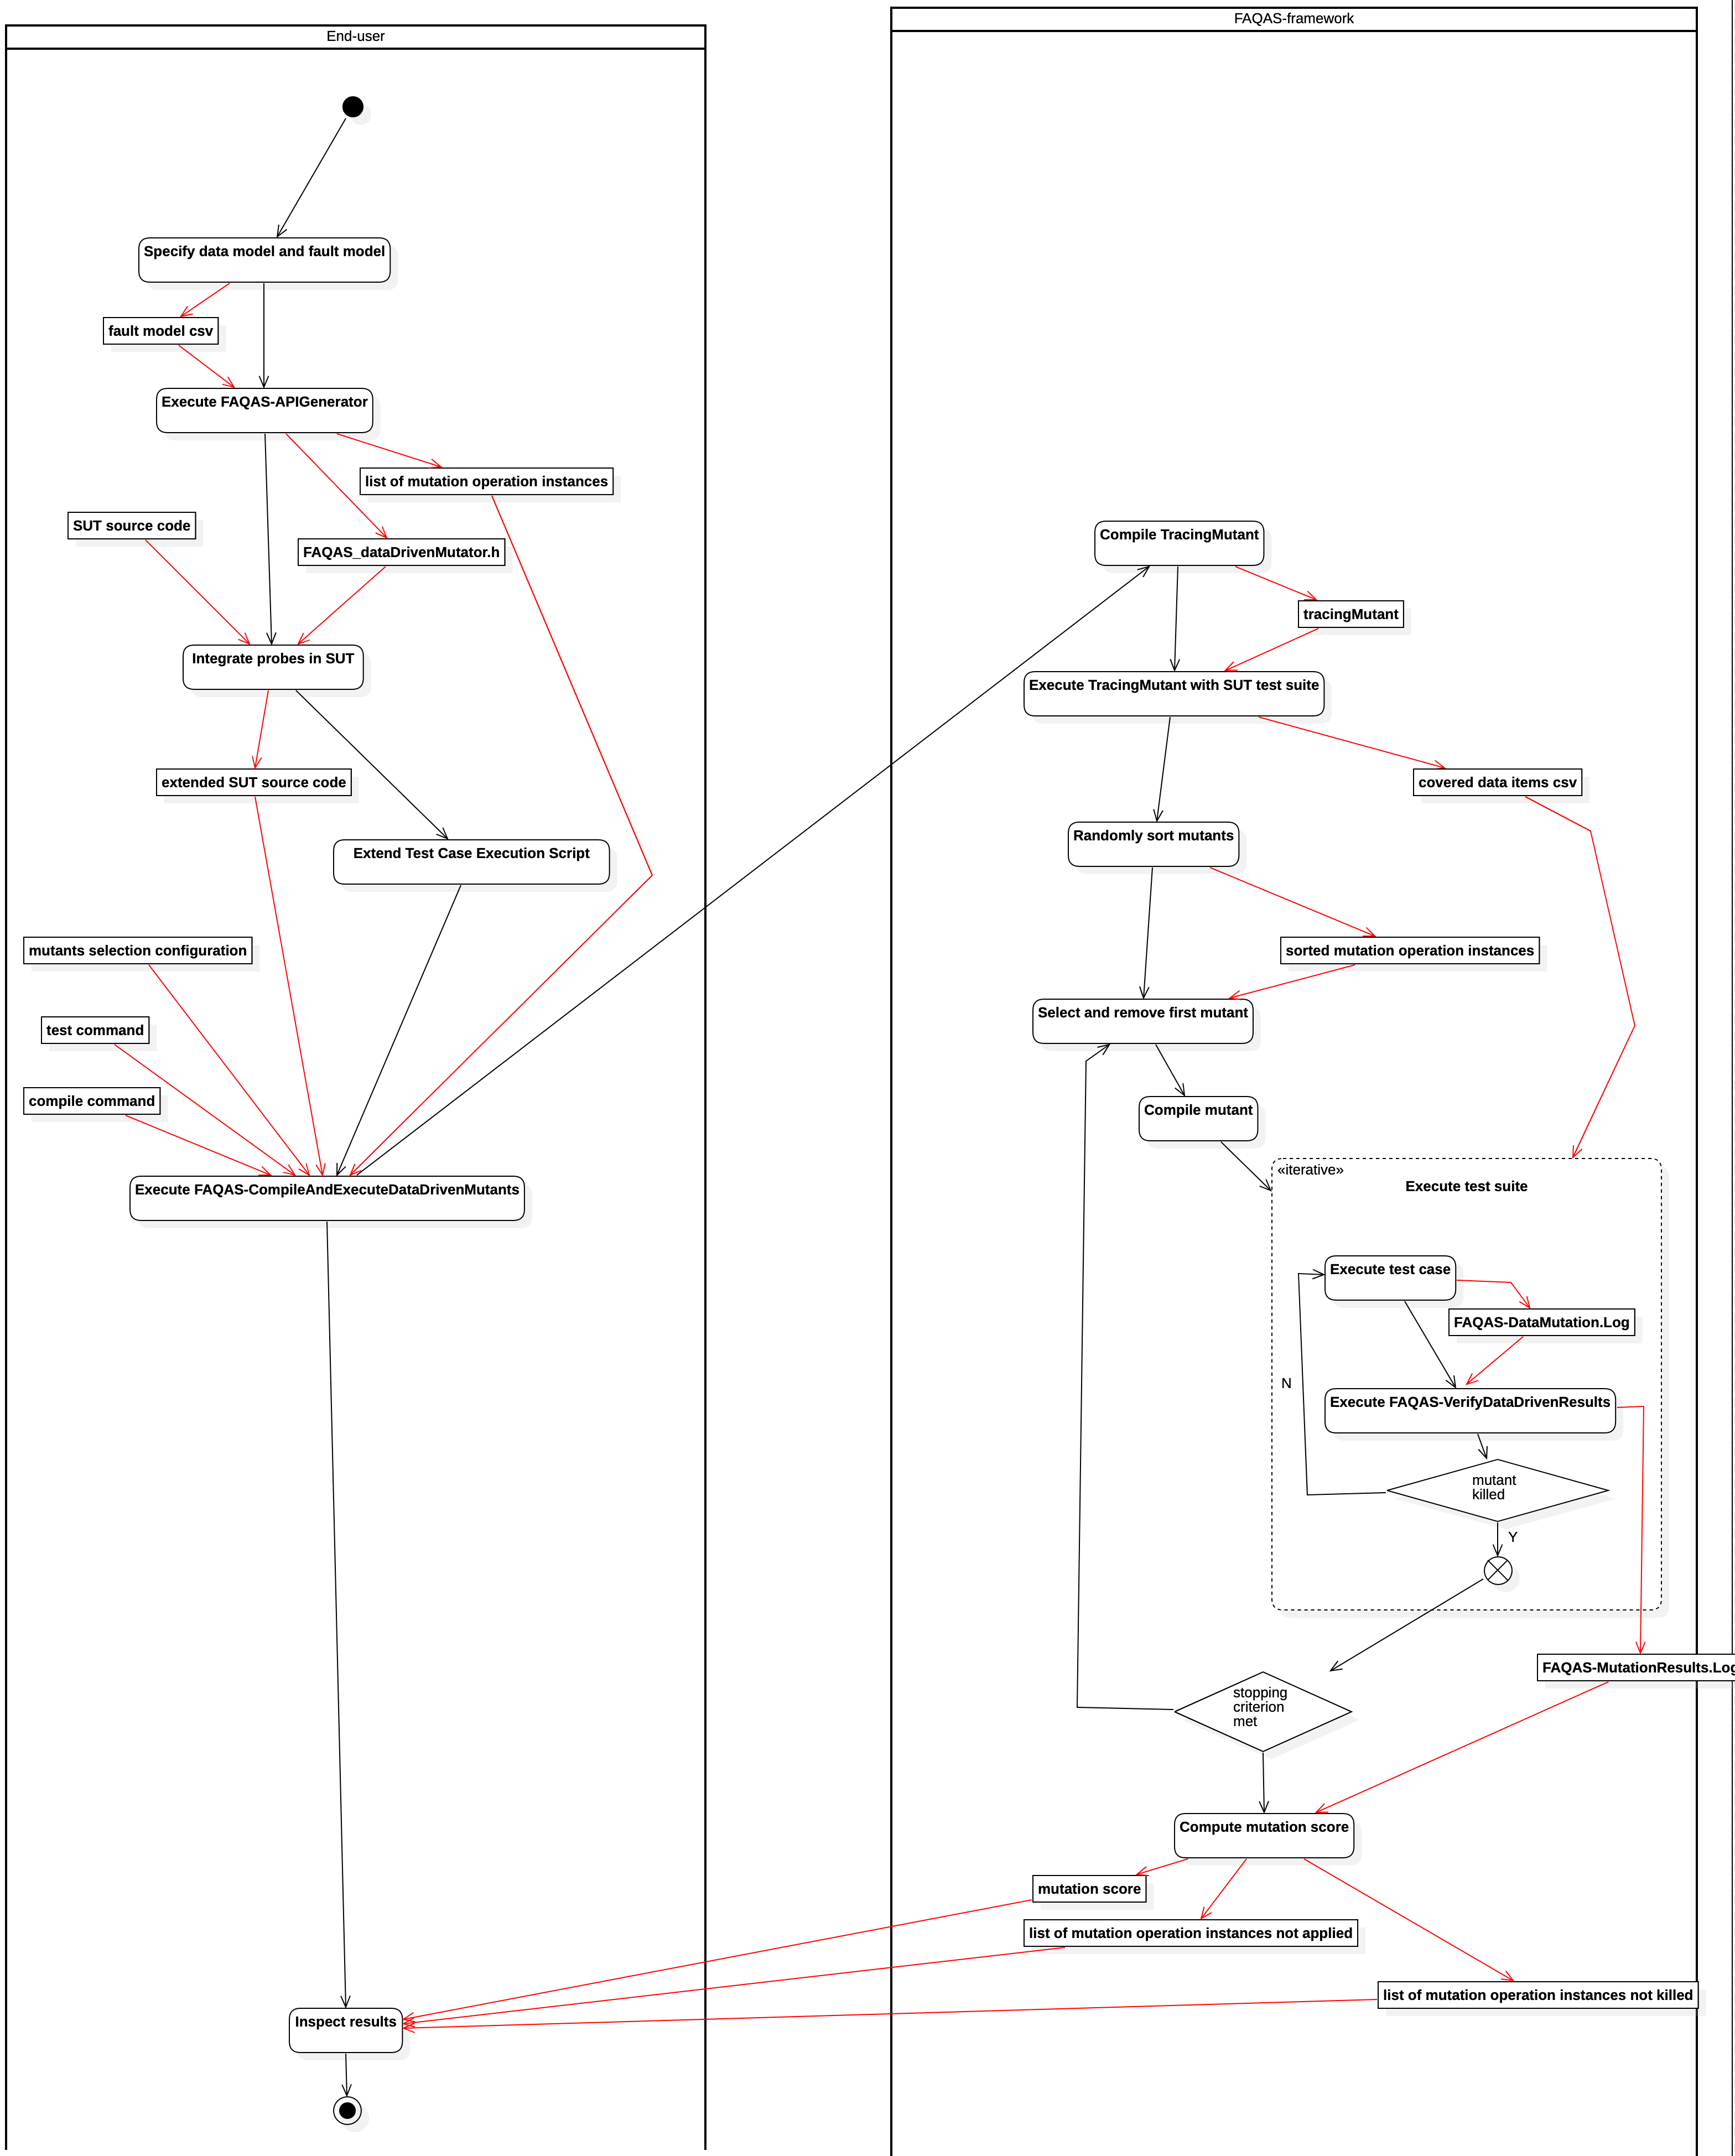 End-user
Specify data model and fault model
fault model csv
Execute FAQAS-APIGenerator
list of mutation operation instances
SUT source code
FAQAS_dataDrivenMutator.h
Integrate probes in SUT
extended SUT source code
Extend Test Case Execution Script
mutants selection configuration
test command
compile command
Execute FAQAS-CompileAndExecuteDataDrivenMutants
Inspect results
FAQAS-framework
Compile TracingMutant
tracingMutant
Execute TracingMutant with SUT test suite
covered data items csv
Randomly sort mutants
sorted mutation operation instances
Select and remove first mutant
Compile mutant
«iterative»
Execute test suite
Execute test case
FAQAS-DataMutation.Log
N
Execute FAQAS-VerifyDataDrivenResults
mutant
killed
Y
FAQAS-MutationResults.Log
stopping
criterion
met
Compute mutation score
mutation score
list of mutation operation instances not applied
list of mutation operation instances not killed